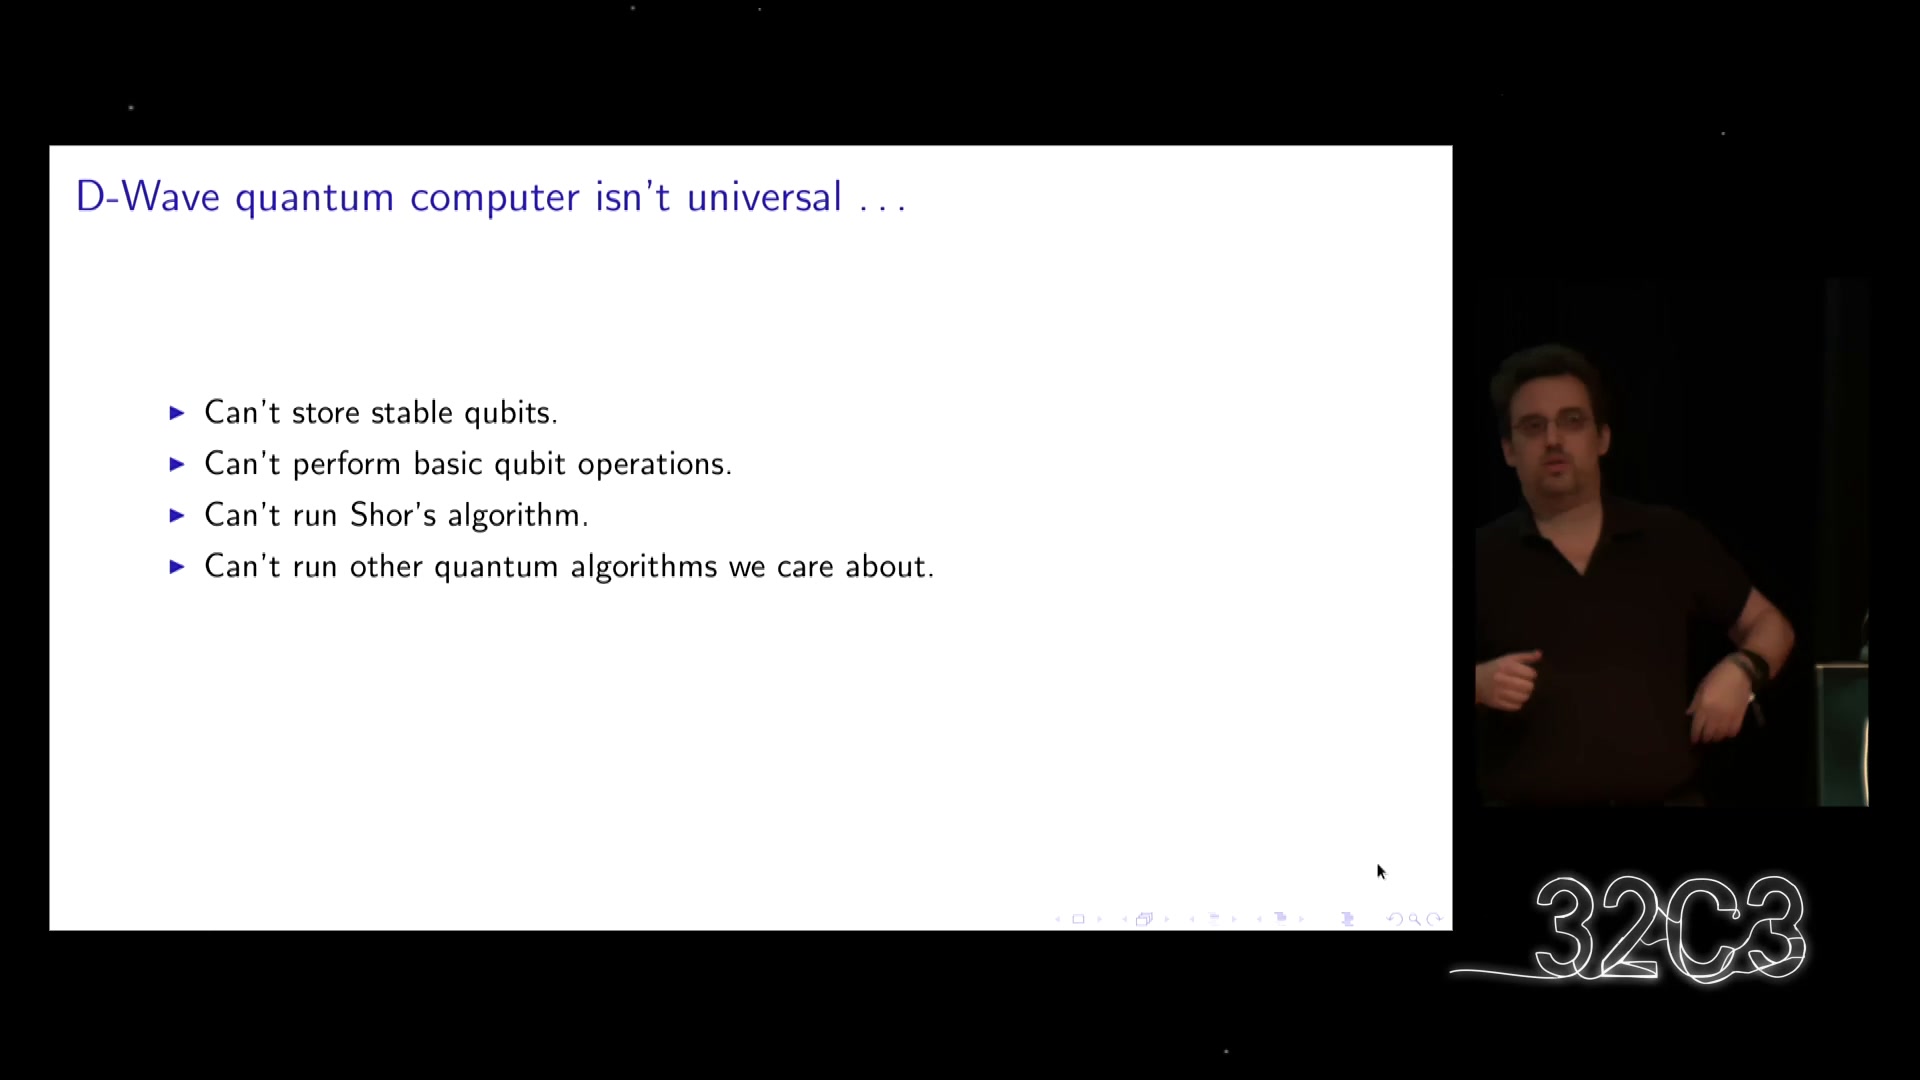 D-Wave quantum computer isn't universal ...
▶ Can't store stable qubits.
▶ Can't perform basic qubit operations.
▶ Can't run Shor's algorithm.
▶ Can't run other quantum algorithms we care about.
32C3